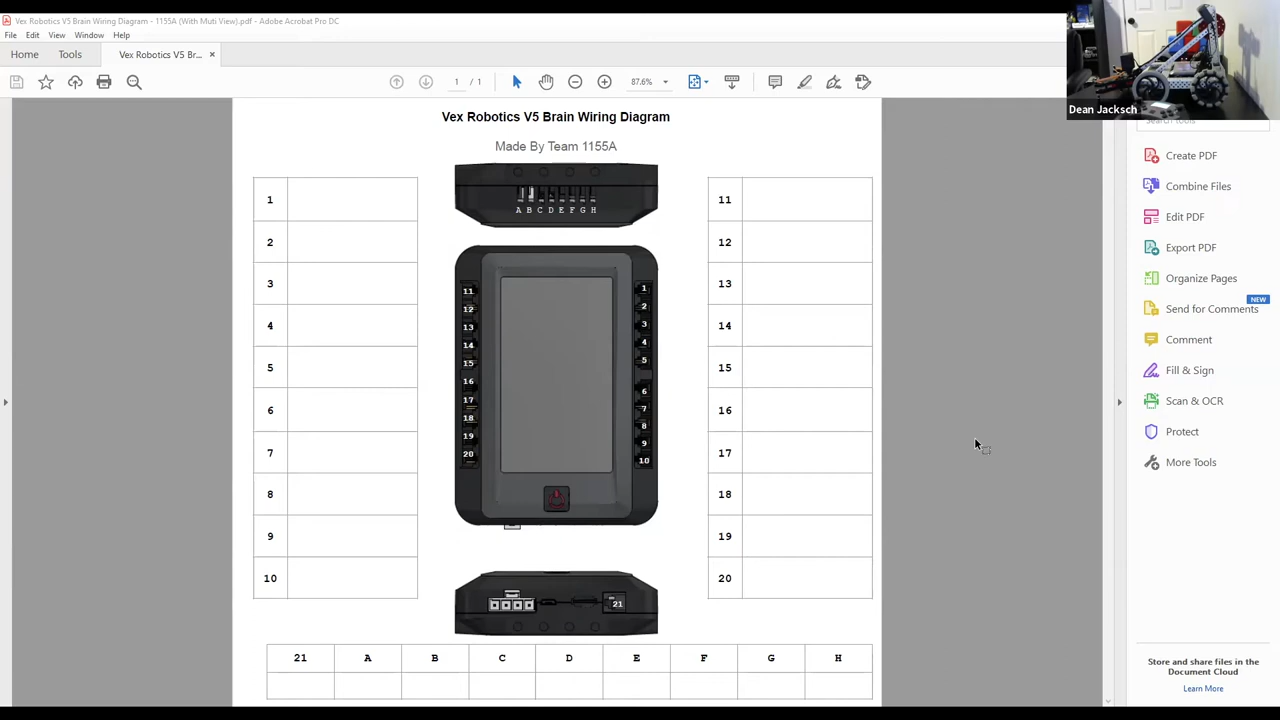 Vex Robotics V5 Brain Wiring Diagram - 1155A (With Muti View).pdf - Adobe Acrobat Pro DC
File Edit View Window Help
Home Tools Vex Robotics V5 Br... ×
1 / 1 87.6%
Dean Jacksch
Search tools
Create PDF
Combine Files
Edit PDF
Export PDF
Organize Pages
NEW
Send for Comments
Comment
Fill & Sign
Scan & OCR
Protect
More Tools
Store and share files in the
Document Cloud
Learn More
Vex Robotics V5 Brain Wiring Diagram
Made By Team 1155A
A B C D E F G H
1
2
3
4
5
6
7
8
9
10
11
12
13
14
15
16
17
18
19
20
1
2
3
4
5
6
7
8
9
10
11
12
13
14
15
16
17
18
19
20
21
21 A B C D E F G H